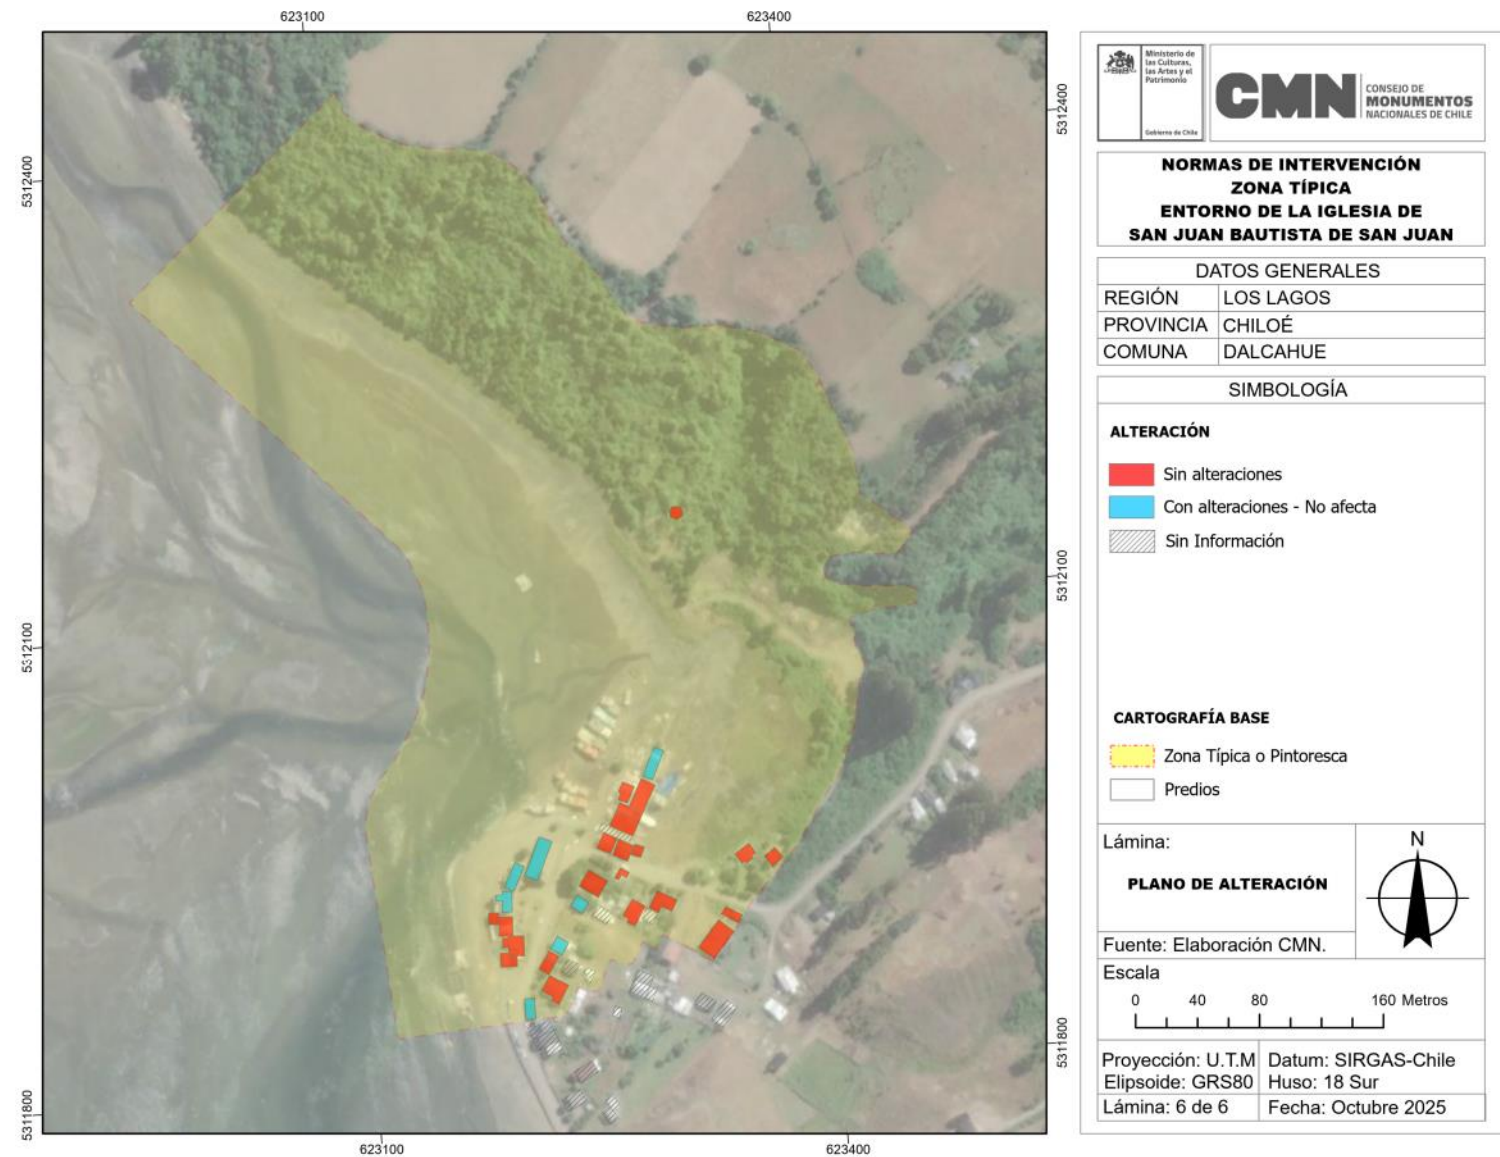 623100
623400
5312400
5312400
5312100
5312100
5311800
5311800
623100
623400
Ministerio de
las Culturas,
las Artes y el
Patrimonio
Gobierno de Chile
CMN
CONSEJO DE
MONUMENTOS
NACIONALES DE CHILE
NORMAS DE INTERVENCIÓN
ZONA TÍPICA
ENTORNO DE LA IGLESIA DE
SAN JUAN BAUTISTA DE SAN JUAN
DATOS GENERALES
REGIÓN LOS LAGOS
PROVINCIA CHILOÉ
COMUNA DALCAHUE
SIMBOLOGÍA
ALTERACIÓN
Sin alteraciones
Con alteraciones - No afecta
Sin Información
CARTOGRAFÍA BASE
Zona Típica o Pintoresca
Predios
Lámina:
PLANO DE ALTERACIÓN
N
Fuente: Elaboración CMN.
Escala
0 40 80 160 Metros
Proyección: U.T.M
Elipsoide: GRS80
Datum: SIRGAS-Chile
Huso: 18 Sur
Lámina: 6 de 6
Fecha: Octubre 2025